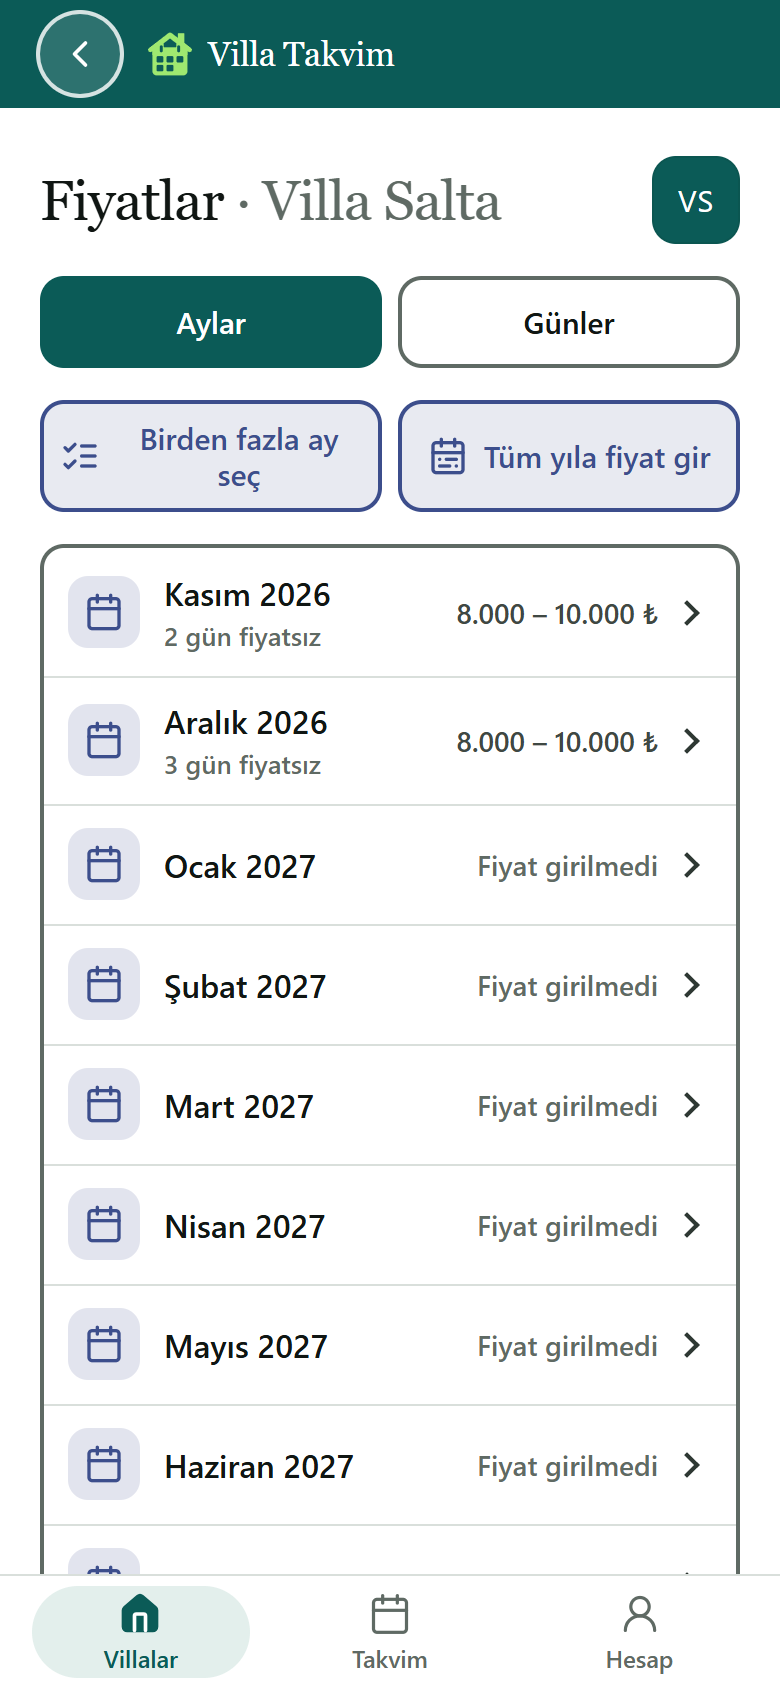 Villa Takvim
Fiyatlar · Villa Salta
VS
Aylar
Günler
Birden fazla ay
seç
Tüm yıla fiyat gir
Kasım 2026
2 gün fiyatsız
8.000 – 10.000 ₺
Aralık 2026
3 gün fiyatsız
8.000 – 10.000 ₺
Ocak 2027
Fiyat girilmedi
Şubat 2027
Fiyat girilmedi
Mart 2027
Fiyat girilmedi
Nisan 2027
Fiyat girilmedi
Mayıs 2027
Fiyat girilmedi
Haziran 2027
Fiyat girilmedi
Villalar
Takvim
Hesap